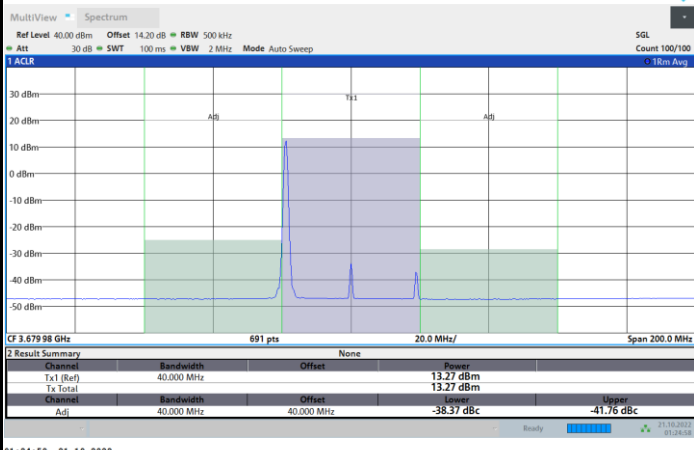 MultiView Spectrum
Ref Level 40.00 dBm Offset 14.20 dB RBW 500 kHz SGL
Att 30 dB SWT 100 ms VBW 2 MHz Mode Auto Sweep Count 100/100
1 ACLR 1Rm Avg
30 dBm
Tx1
20 dBm Adj Adj
10 dBm
0 dBm
-10 dBm
-20 dBm
-30 dBm
-40 dBm
-50 dBm
CF 3.67998 GHz 691 pts 20.0 MHz/ Span 200.0 MHz
2 Result Summary None
Channel Bandwidth Offset Power
Tx1 (Ref) 40.000 MHz 13.27 dBm
Tx Total 13.27 dBm
Channel Bandwidth Offset Lower Upper
Adj 40.000 MHz 40.000 MHz -38.37 dBc -41.76 dBc
Ready 21.10.2022
01:24:58